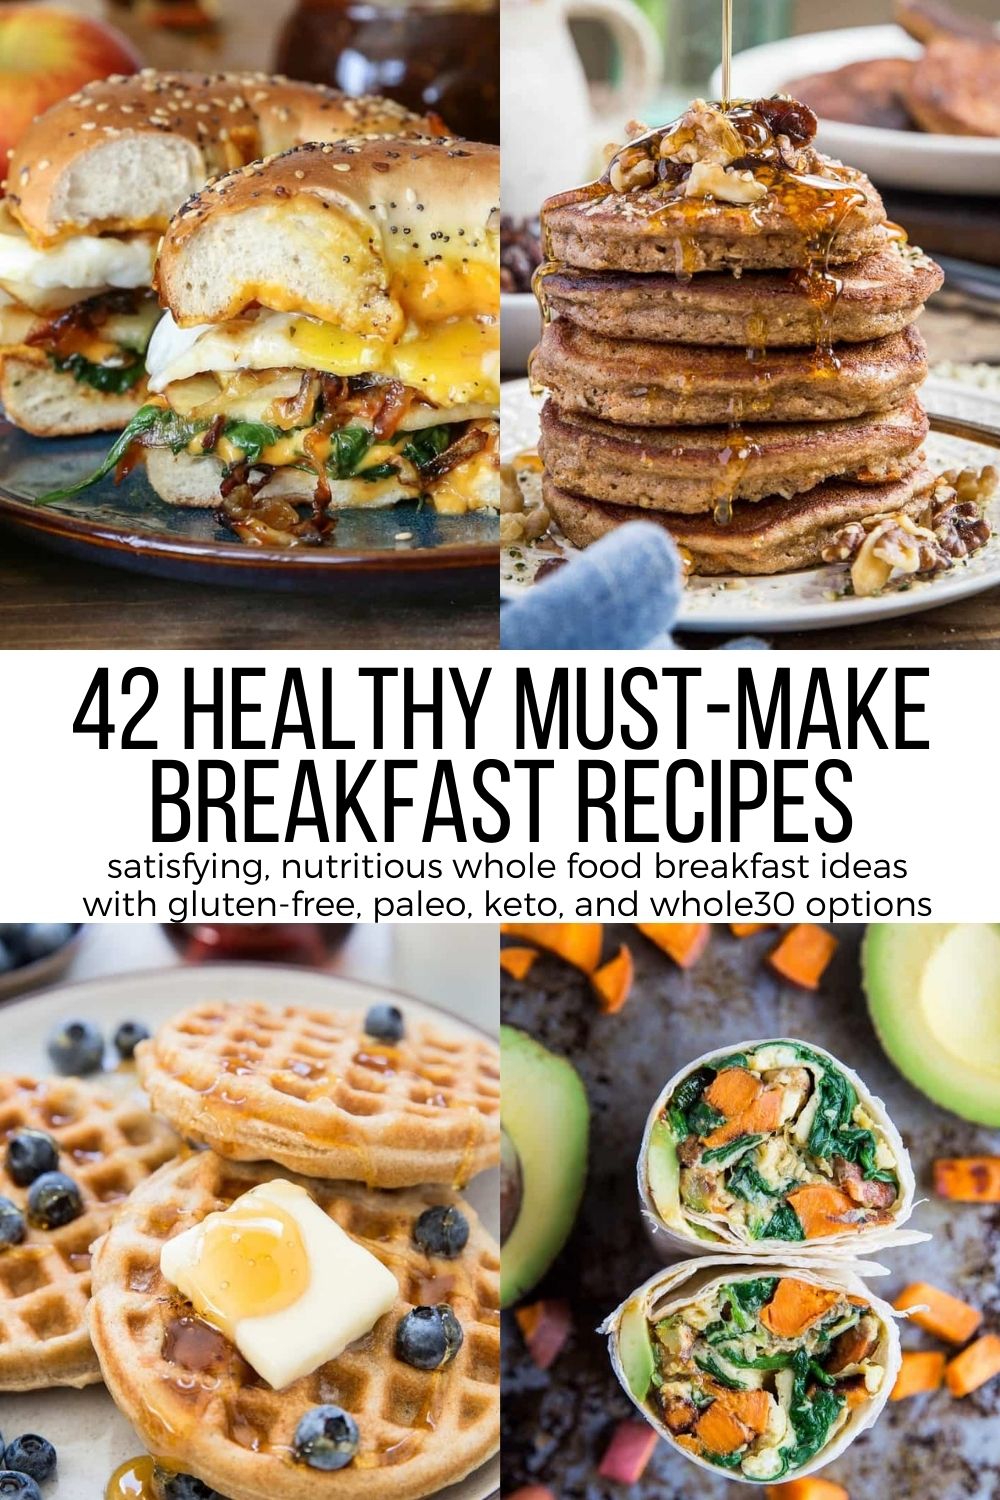 42 HEALTHY MUST-MAKE
BREAKFAST RECIPES
satisfying, nutritious whole food breakfast ideas
with gluten-free, paleo, keto, and whole30 options